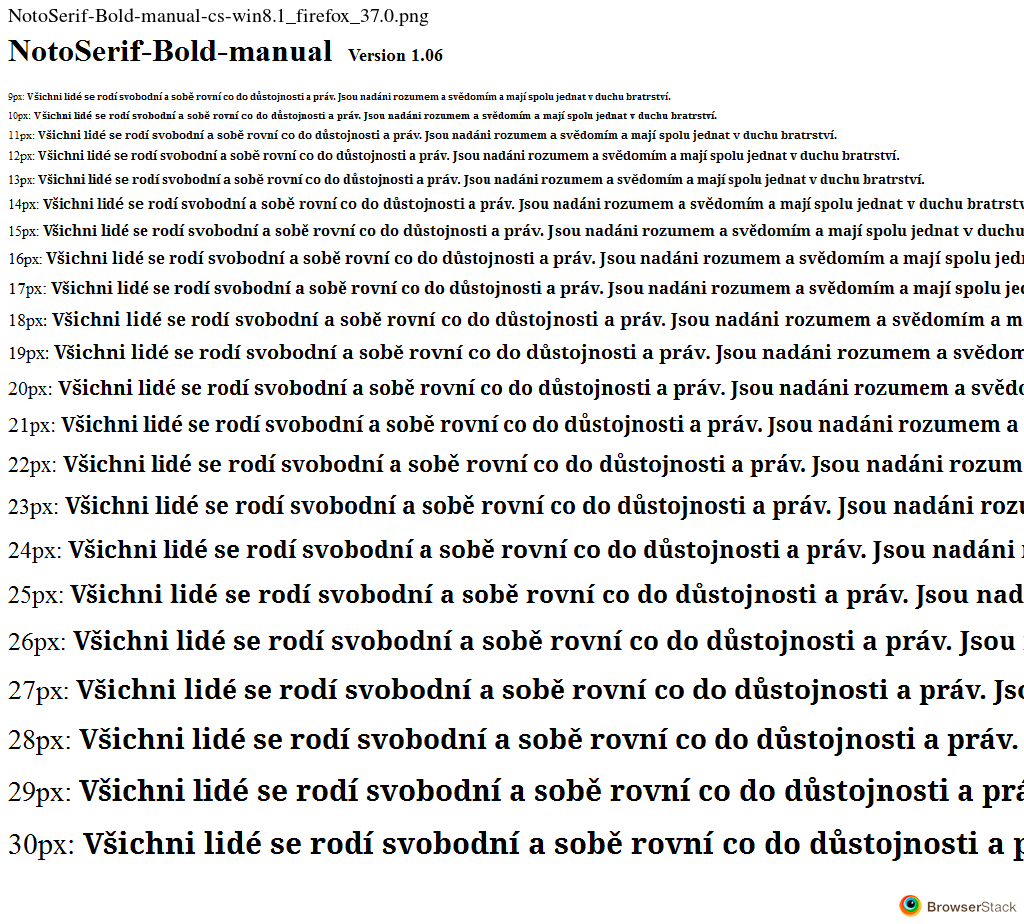 NotoSerif-Bold-manual-cs-win8.1_firefox_37.0.png
NotoSerif-Bold-manual Version 1.06
9px: Všichni lidé se rodí svobodní a sobě rovní co do důstojnosti a práv. Jsou nadáni rozumem a svědomím a mají spolu jednat v duchu bratrství.
10px: Všichni lidé se rodí svobodní a sobě rovní co do důstojnosti a práv. Jsou nadáni rozumem a svědomím a mají spolu jednat v duchu bratrství.
11px: Všichni lidé se rodí svobodní a sobě rovní co do důstojnosti a práv. Jsou nadáni rozumem a svědomím a mají spolu jednat v duchu bratrství.
12px: Všichni lidé se rodí svobodní a sobě rovní co do důstojnosti a práv. Jsou nadáni rozumem a svědomím a mají spolu jednat v duchu bratrství.
13px: Všichni lidé se rodí svobodní a sobě rovní co do důstojnosti a práv. Jsou nadáni rozumem a svědomím a mají spolu jednat v duchu bratrství.
14px: Všichni lidé se rodí svobodní a sobě rovní co do důstojnosti a práv. Jsou nadáni rozumem a svědomím a mají spolu jednat v duchu bratrstv
15px: Všichni lidé se rodí svobodní a sobě rovní co do důstojnosti a práv. Jsou nadáni rozumem a svědomím a mají spolu jednat v duchu
16px: Všichni lidé se rodí svobodní a sobě rovní co do důstojnosti a práv. Jsou nadáni rozumem a svědomím a mají spolu jedn
17px: Všichni lidé se rodí svobodní a sobě rovní co do důstojnosti a práv. Jsou nadáni rozumem a svědomím a mají spolu jed
18px: Všichni lidé se rodí svobodní a sobě rovní co do důstojnosti a práv. Jsou nadáni rozumem a svědomím a m
19px: Všichni lidé se rodí svobodní a sobě rovní co do důstojnosti a práv. Jsou nadáni rozumem a svědom
20px: Všichni lidé se rodí svobodní a sobě rovní co do důstojnosti a práv. Jsou nadáni rozumem a svědo
21px: Všichni lidé se rodí svobodní a sobě rovní co do důstojnosti a práv. Jsou nadáni rozumem a
22px: Všichni lidé se rodí svobodní a sobě rovní co do důstojnosti a práv. Jsou nadáni rozum
23px: Všichni lidé se rodí svobodní a sobě rovní co do důstojnosti a práv. Jsou nadáni rozu
24px: Všichni lidé se rodí svobodní a sobě rovní co do důstojnosti a práv. Jsou nadáni
25px: Všichni lidé se rodí svobodní a sobě rovní co do důstojnosti a práv. Jsou nad
26px: Všichni lidé se rodí svobodní a sobě rovní co do důstojnosti a práv. Jsou
27px: Všichni lidé se rodí svobodní a sobě rovní co do důstojnosti a práv. Jso
28px: Všichni lidé se rodí svobodní a sobě rovní co do důstojnosti a práv.
29px: Všichni lidé se rodí svobodní a sobě rovní co do důstojnosti a prá
30px: Všichni lidé se rodí svobodní a sobě rovní co do důstojnosti a p
BrowserStack